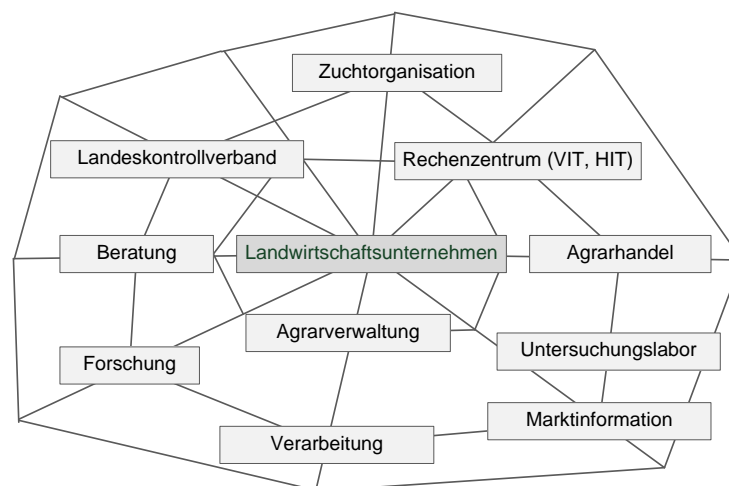 Zuchtorganisation
Landeskontrollverband
Rechenzentrum (VIT, HIT)
Beratung
Landwirtschaftsunternehmen
Agrarhandel
Agrarverwaltung
Forschung
Untersuchungslabor
Marktinformation
Verarbeitung